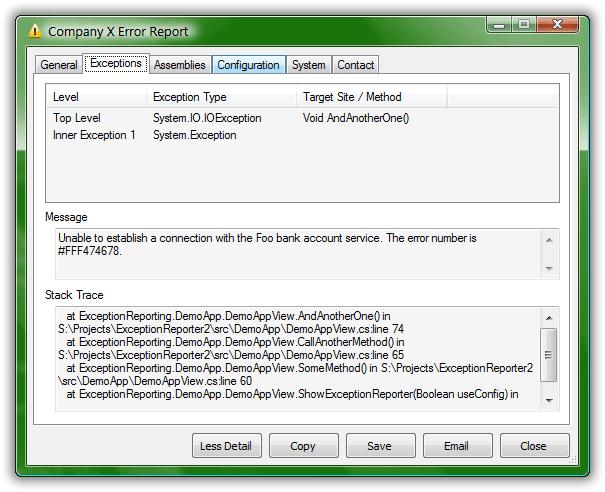 Company X Error Report
General Exceptions Assemblies Configuration System Contact
Level Exception Type Target Site / Method
Top Level System.IO.IOException Void AndAnotherOne()
Inner Exception 1 System.Exception
Message
Unable to establish a connection with the Foo bank account service. The error number is
#FFF474678.
Stack Trace
at ExceptionReporting.DemoApp.DemoAppView.AndAnotherOne() in
S:\Projects\ExceptionReporter2\src\DemoApp\DemoAppView.cs:line 74
at ExceptionReporting.DemoApp.DemoAppView.CallAnotherMethod() in
S:\Projects\ExceptionReporter2\src\DemoApp\DemoAppView.cs:line 65
at ExceptionReporting.DemoApp.DemoAppView.SomeMethod() in S:\Projects\ExceptionReporter2
\src\DemoApp\DemoAppView.cs:line 60
at ExceptionReporting.DemoApp.DemoAppView.ShowExceptionReporter(Boolean useConfig) in
Less Detail Copy Save Email Close